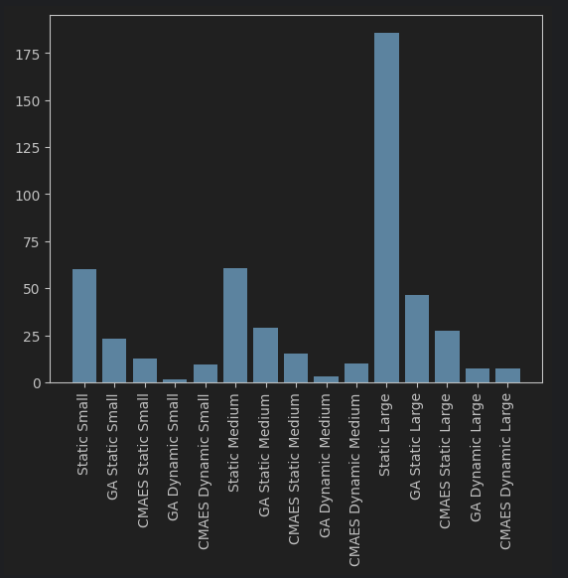 175
150
125
100
75
50
25
0
Static Small
GA Static Small
CMAES Static Small
GA Dynamic Small
CMAES Dynamic Small
Static Medium
GA Static Medium
CMAES Static Medium
GA Dynamic Medium
CMAES Dynamic Medium
Static Large
GA Static Large
CMAES Static Large
GA Dynamic Large
CMAES Dynamic Large